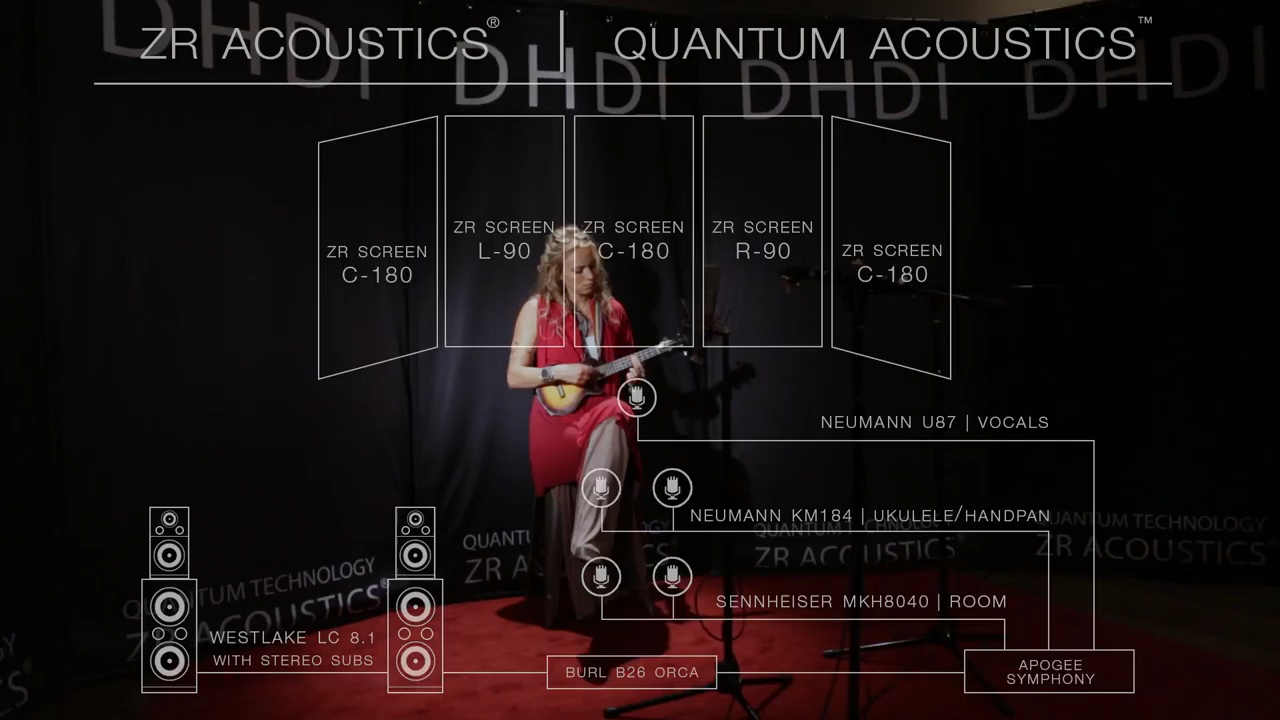 ZR ACOUSTICS® | QUANTUM ACOUSTICS™
DHDI DHDI DHDI DHDI
ZR SCREEN
C-180
ZR SCREEN
L-90
ZR SCREEN
C-180
ZR SCREEN
R-90
ZR SCREEN
C-180
NEUMANN U87 | VOCALS
NEUMANN KM184 | UKULELE/HANDPAN
QUANTUM TECHNOLOGY
ZR ACOUSTICS
SENNHEISER MKH8040 | ROOM
QUANTUM TECHNOLOGY
ACOUSTICS®
WESTLAKE LC 8.1
WITH STEREO SUBS
BURL B26 ORCA
APOGEE
SYMPHONY